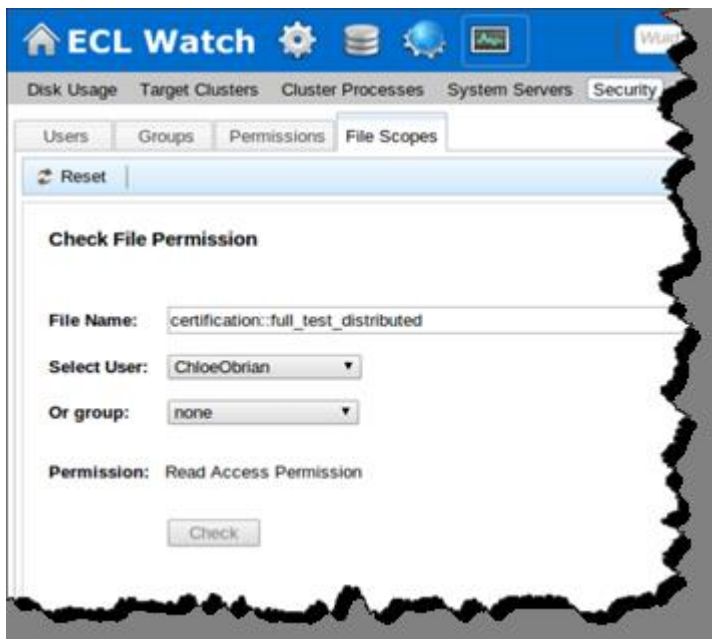 ECL Watch Wuid
Disk Usage Target Clusters Cluster Processes System Servers Security
Users Groups Permissions File Scopes
Reset
Check File Permission
File Name: certification::full_test_distributed
Select User: ChloeObrian
Or group: none
Permission: Read Access Permission
Check